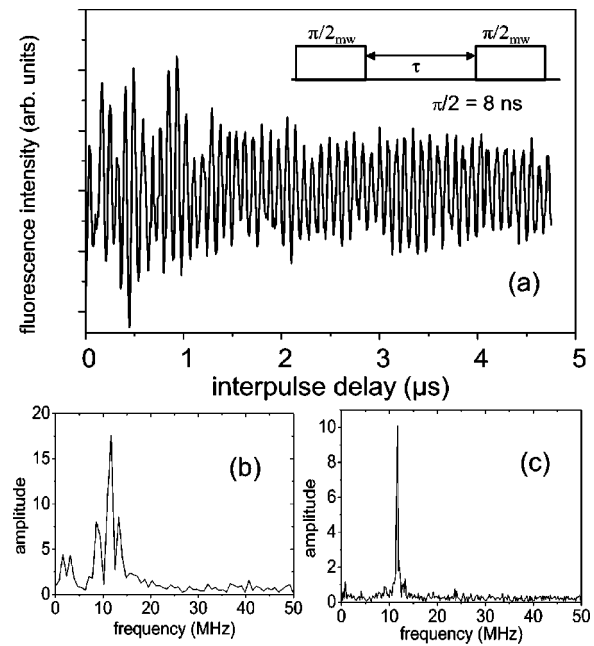 fluorescence intensity (arb. units)
π/2mw
π/2mw
τ
π/2 = 8 ns
(a)
0 1 2 3 4 5
interpulse delay (µs)
20
15
10
5
0
amplitude
(b)
0 10 20 30 40 50
frequency (MHz)
10
8
6
4
2
0
amplitude
(c)
0 10 20 30 40 50
frequency (MHz)